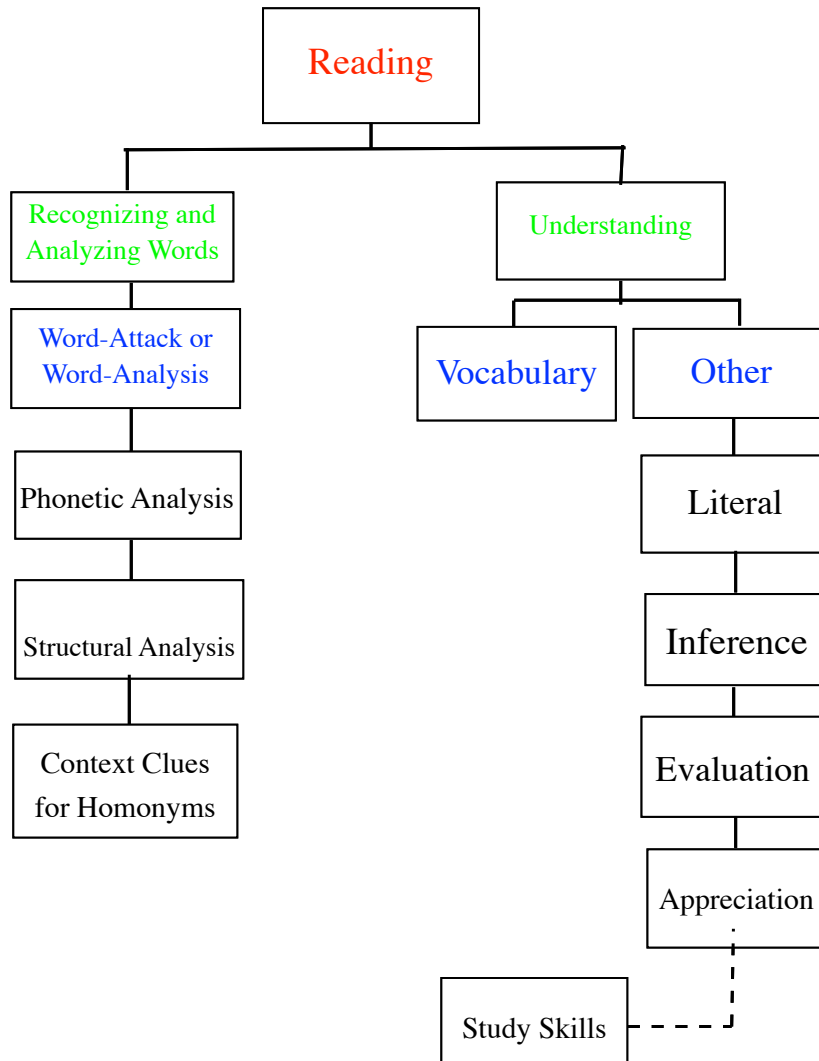 Reading
Recognizing and
Analyzing Words
Understanding
Word-Attack or
Word-Analysis
Vocabulary
Other
Phonetic Analysis
Literal
Structural Analysis
Inference
Context Clues
for Homonyms
Evaluation
Appreciation
Study Skills